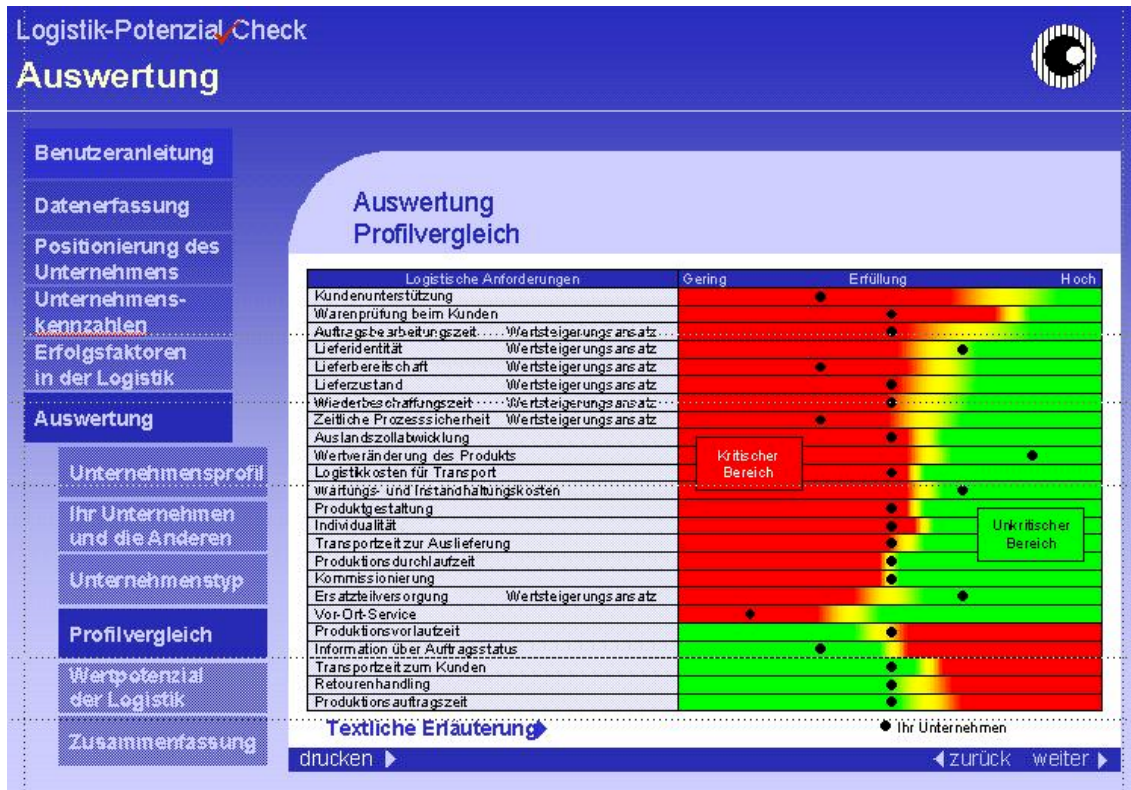 Logistik-Potenzial Check
Auswertung
Benutzeranleitung
Datenerfassung
Positionierung des
Unternehmens
Unternehmens-
kennzahlen
Erfolgsfaktoren
in der Logistik
Auswertung
Unternehmensprofil
Ihr Unternehmen
und die Anderen
Unternehmenstyp
Profilvergleich
Wertpotenzial
der Logistik
Zusammenfassung
Auswertung
Profilvergleich
Logistische Anforderungen Gering Erfüllung Hoch
Kundenunterstützung
Warenprüfung beim Kunden
Auftragsbearbeitungszeit Wertsteigerungsansatz
Lieferidentität Wertsteigerungsansatz
Lieferbereitschaft Wertsteigerungsansatz
Lieferzustand Wertsteigerungsansatz
Wiederbeschaffungszeit Wertsteigerungsansatz
Zeitliche Prozesssicherheit Wertsteigerungsansatz
Auslandszollabwicklung
Wertveränderung des Produkts
Logistikkosten für Transport
Wartungs- und Instandhaltungskosten
Produktgestaltung
Individualität
Transportzeit zur Auslieferung
Produktionsdurchlaufzeit
Kommissionierung
Ersatzteilversorgung Wertsteigerungsansatz
Vor-Ort-Service
Produktionsvorlaufzeit
Information über Auftragsstatus
Transportzeit zum Kunden
Retourenhandling
Produktionsauftragszeit
Kritischer
Bereich
Unkritischer
Bereich
Textliche Erläuterung
Ihr Unternehmen
drucken
zurück weiter